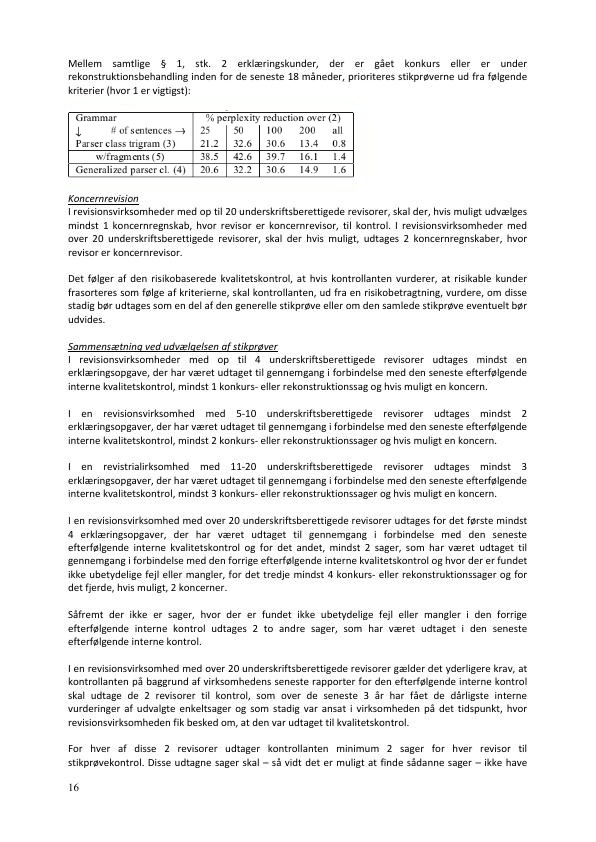 Mellem samtlige § 1, stk. 2 erklæringskunder, der er gået konkurs eller er under
rekonstruktionsbehandling inden for de seneste 18 måneder, prioriteres stikprøverne ud fra følgende
kriterier (hvor 1 er vigtigst):
Grammar % perplexity reduction over (2)
↓ # of sentences → 25 50 100 200 all
Parser class trigram (3) 21.2 32.6 30.6 13.4 0.8
w/fragments (5) 38.5 42.6 39.7 16.1 1.4
Generalized parser cl. (4) 20.6 32.2 30.6 14.9 1.6
Koncernrevision
I revisionsvirksomheder med op til 20 underskriftsberettigede revisorer, skal der, hvis muligt udvælges
mindst 1 koncernregnskab, hvor revisor er koncernrevisor, til kontrol. I revisionsvirksomheder med
over 20 underskriftsberettigede revisorer, skal der hvis muligt, udtages 2 koncernregnskaber, hvor
revisor er koncernrevisor.
Det følger af den risikobaserede kvalitetskontrol, at hvis kontrollanten vurderer, at risikable kunder
frasorteres som følge af kriterierne, skal kontrollanten, ud fra en risikobetragtning, vurdere, om disse
stadig bør udtages som en del af den generelle stikprøve eller om den samlede stikprøve eventuelt bør
udvides.
Sammensætning ved udvælgelsen af stikprøver
I revisionsvirksomheder med op til 4 underskriftsberettigede revisorer udtages mindst en
erklæringsopgave, der har været udtaget til gennemgang i forbindelse med den seneste efterfølgende
interne kvalitetskontrol, mindst 1 konkurs- eller rekonstruktionssag og hvis muligt en koncern.
I en revisionsvirksomhed med 5-10 underskriftsberettigede revisorer udtages mindst 2
erklæringsopgaver, der har været udtaget til gennemgang i forbindelse med den seneste efterfølgende
interne kvalitetskontrol, mindst 2 konkurs- eller rekonstruktionssager og hvis muligt en koncern.
I en revistrialirksomhed med 11-20 underskriftsberettigede revisorer udtages mindst 3
erklæringsopgaver, der har været udtaget til gennemgang i forbindelse med den seneste efterfølgende
interne kvalitetskontrol, mindst 3 konkurs- eller rekonstruktionssager og hvis muligt en koncern.
I en revisionsvirksomhed med over 20 underskriftsberettigede revisorer udtages for det første mindst
4 erklæringsopgaver, der har været udtaget til gennemgang i forbindelse med den seneste
efterfølgende interne kvalitetskontrol og for det andet, mindst 2 sager, som har været udtaget til
gennemgang i forbindelse med den forrige efterfølgende interne kvalitetskontrol og hvor der er fundet
ikke ubetydelige fejl eller mangler, for det tredje mindst 4 konkurs- eller rekonstruktionssager og for
det fjerde, hvis muligt, 2 koncerner.
Såfremt der ikke er sager, hvor der er fundet ikke ubetydelige fejl eller mangler i den forrige
efterfølgende interne kontrol udtages 2 to andre sager, som har været udtaget i den seneste
efterfølgende interne kontrol.
I en revisionsvirksomhed med over 20 underskriftsberettigede revisorer gælder det yderligere krav, at
kontrollanten på baggrund af virksomhedens seneste rapporter for den efterfølgende interne kontrol
skal udtage de 2 revisorer til kontrol, som over de seneste 3 år har fået de dårligste interne
vurderinger af udvalgte enkeltsager og som stadig var ansat i virksomheden på det tidspunkt, hvor
revisionsvirksomheden fik besked om, at den var udtaget til kvalitetskontrol.
For hver af disse 2 revisorer udtager kontrollanten minimum 2 sager for hver revisor til
stikprøvekontrol. Disse udtagne sager skal – så vidt det er muligt at finde sådanne sager – ikke have
16